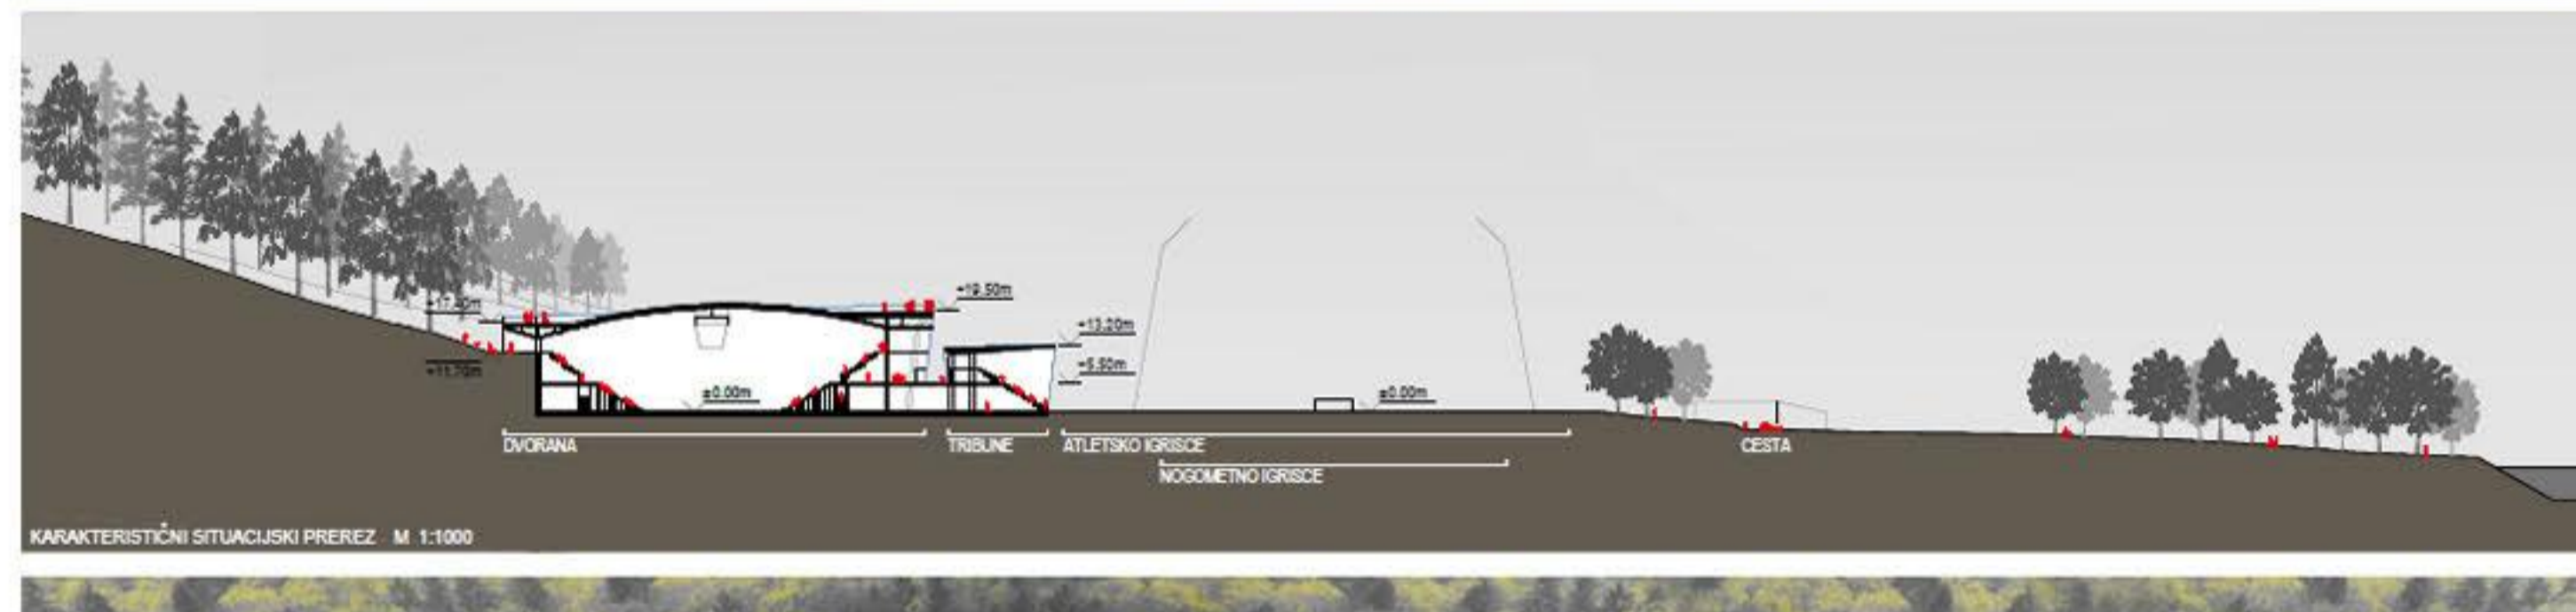 +17.40m
+19.50m
+13.20m
+11.70m
+5.50m
±0.00m
±0.00m
DVORANA
TRIBUNE
ATLETSKO IGRISCE
CESTA
NOGOMETNO IGRISCE
KARAKTERISTIČNI SITUACIJSKI PREREZ M 1:1000